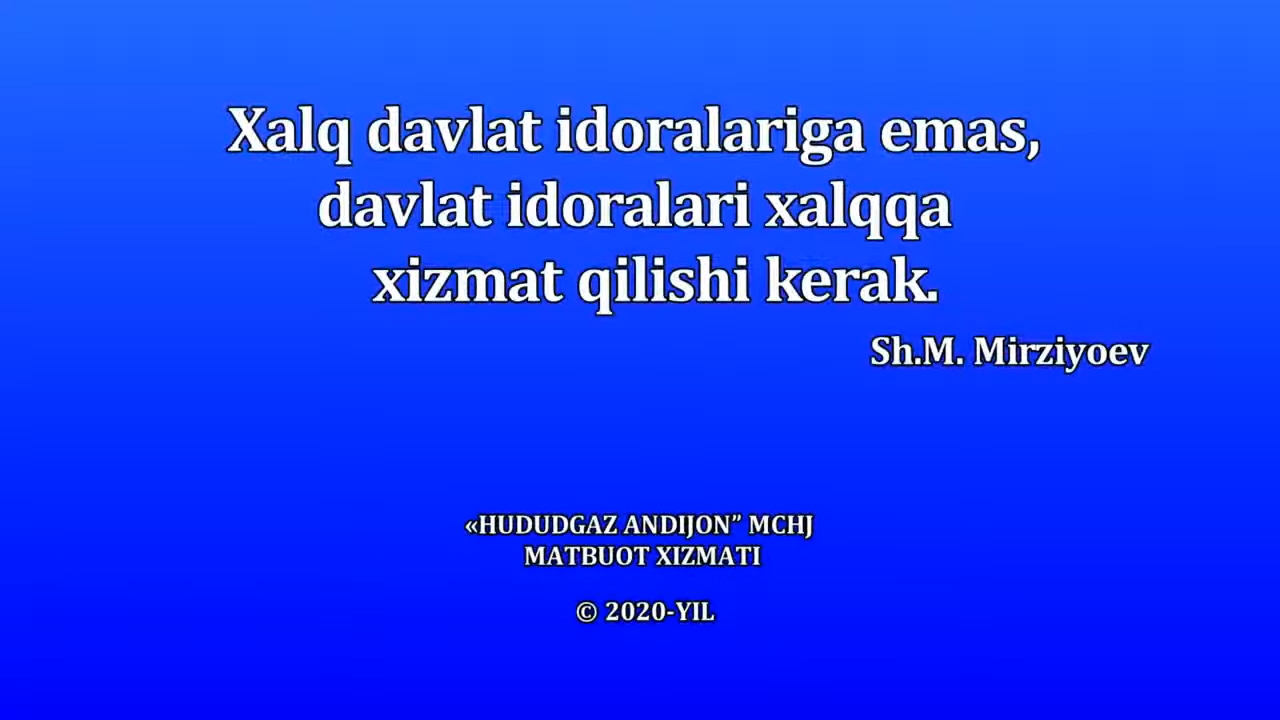 Xalq davlat idoralariga emas,
davlat idoralari xalqqa
xizmat qilishi kerak.
Sh.M. Mirziyoev
«HUDUDGAZ ANDIJON” MCHJ
MATBUOT XIZMATI
© 2020-YIL